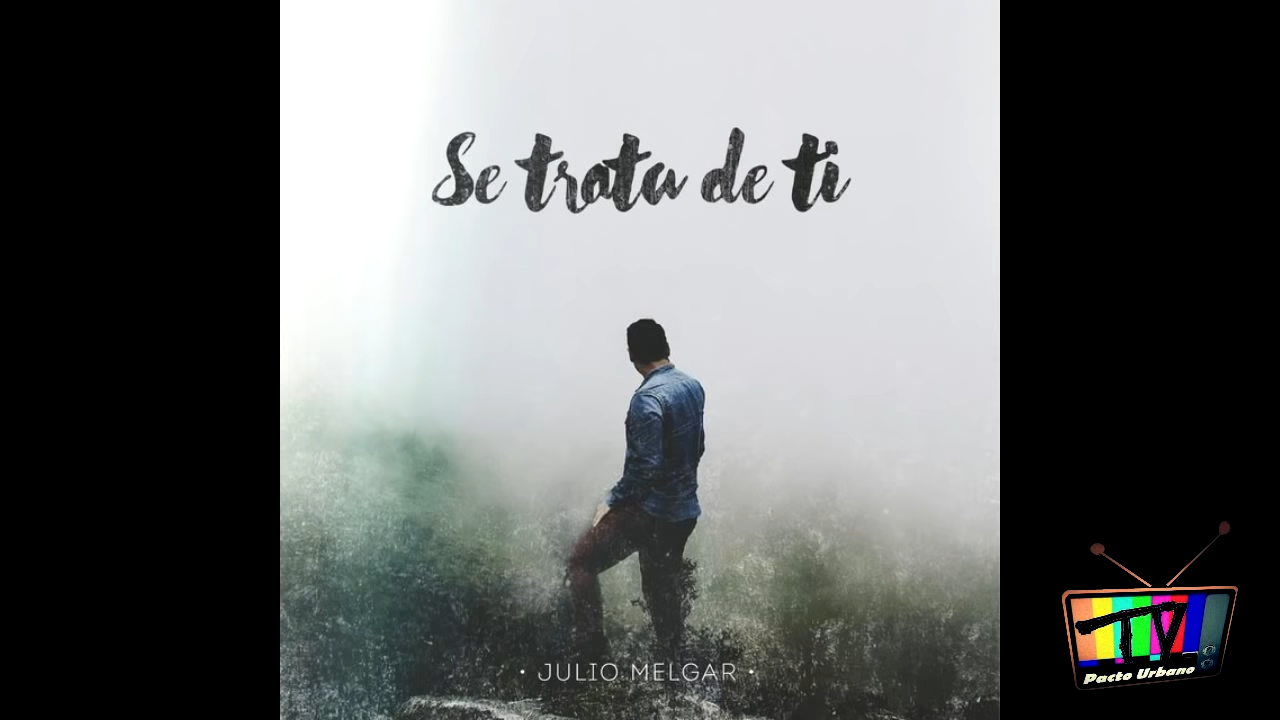 Se trata de ti
• JULIO MELGAR •
TV
Pacto Urbano